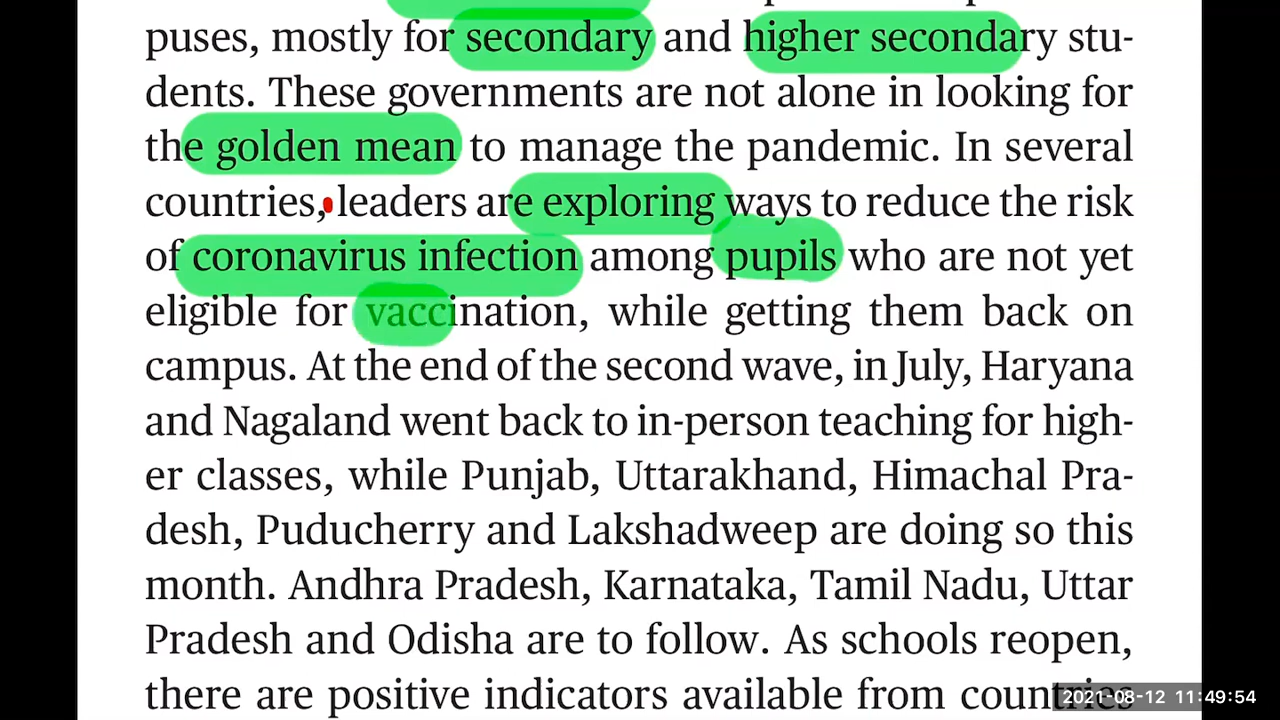 puses, mostly for secondary and higher secondary stu-
dents. These governments are not alone in looking for
the golden mean to manage the pandemic. In several
countries, leaders are exploring ways to reduce the risk
of coronavirus infection among pupils who are not yet
eligible for vaccination, while getting them back on
campus. At the end of the second wave, in July, Haryana
and Nagaland went back to in-person teaching for high-
er classes, while Punjab, Uttarakhand, Himachal Pra-
desh, Puducherry and Lakshadweep are doing so this
month. Andhra Pradesh, Karnataka, Tamil Nadu, Uttar
Pradesh and Odisha are to follow. As schools reopen,
there are positive indicators available from countries
2021-08-12 11:49:54